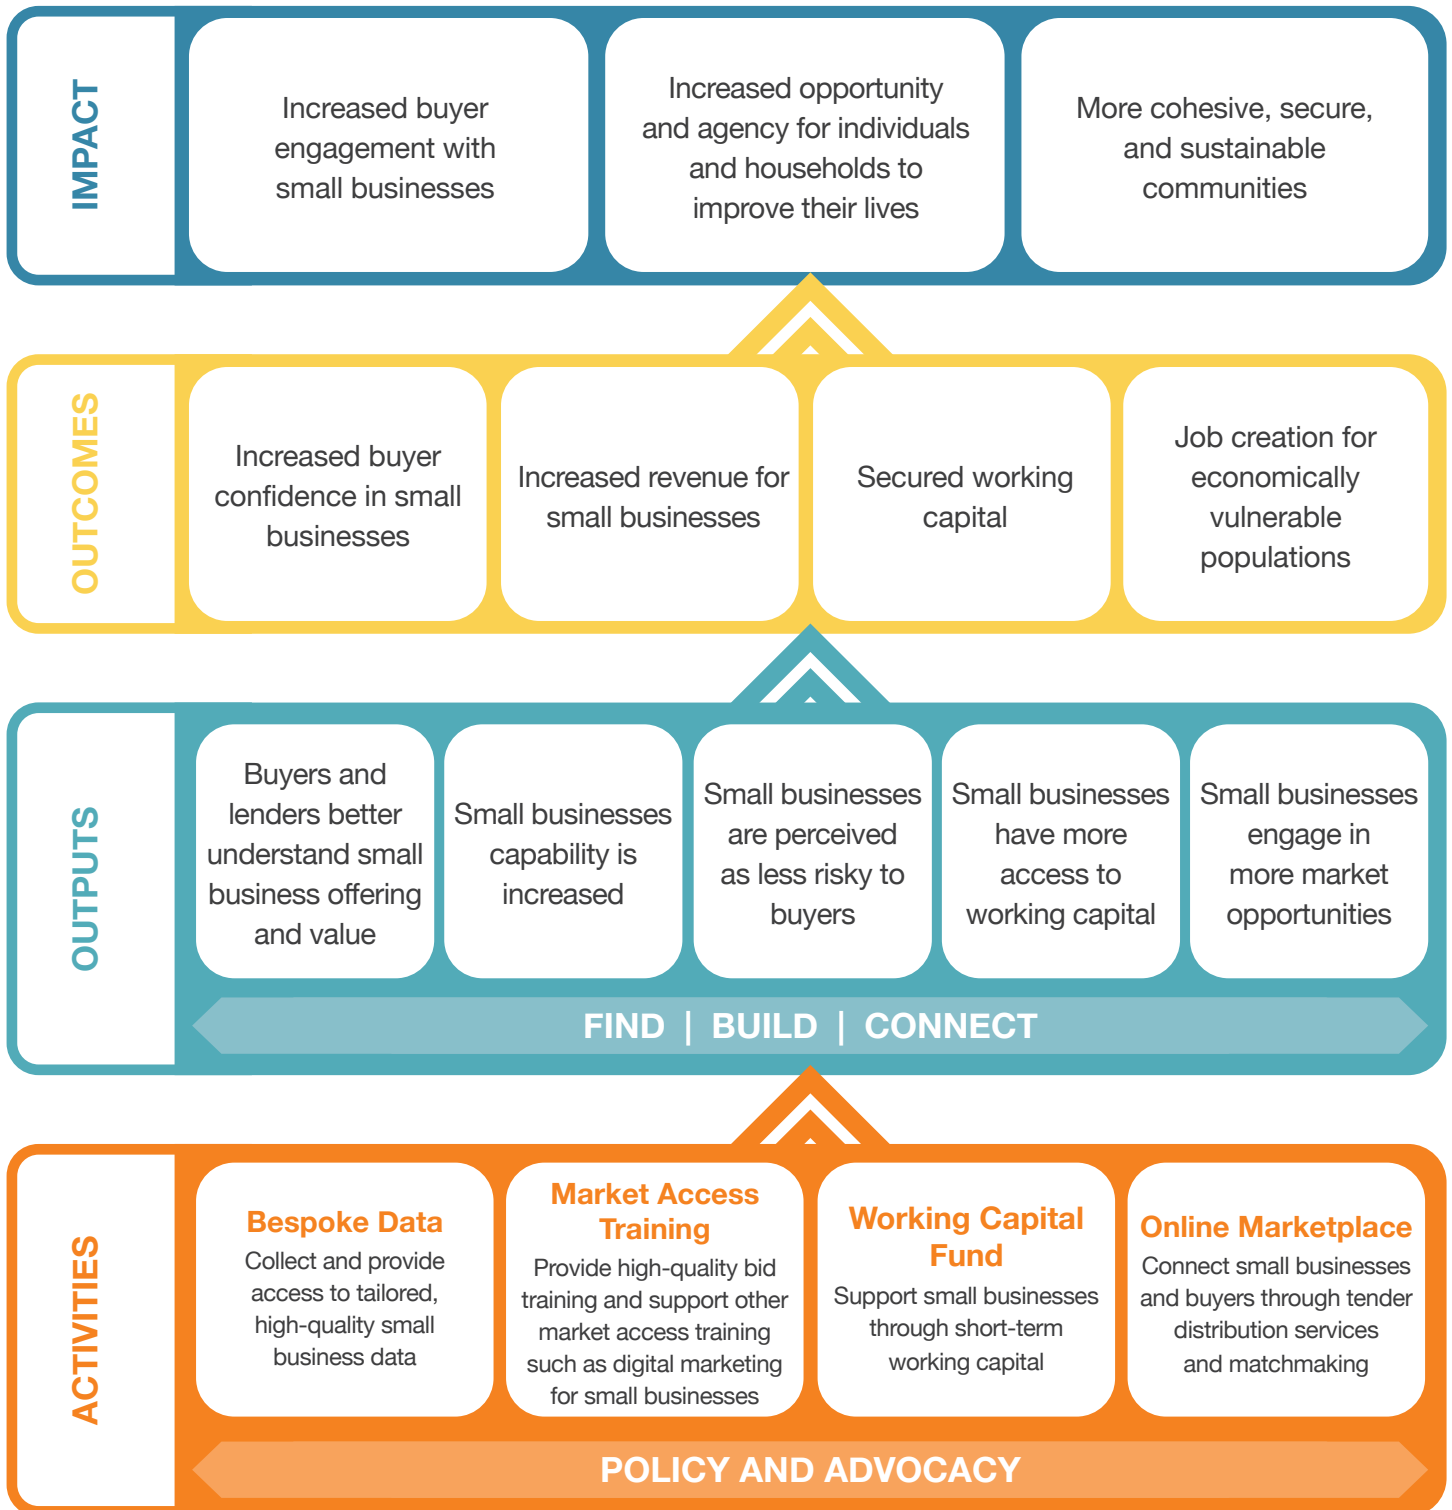 IMPACT
Increased buyer
engagement with
small businesses
Increased opportunity
and agency for individuals
and households to
improve their lives
More cohesive, secure,
and sustainable
communities
OUTCOMES
Increased buyer
confidence in small
businesses
Increased revenue for
small businesses
Secured working
capital
Job creation for
economically
vulnerable
populations
OUTPUTS
Buyers and
lenders better
understand small
business offering
and value
Small businesses
capability is
increased
Small businesses
are perceived
as less risky to
buyers
Small businesses
have more
access to
working capital
Small businesses
engage in
more market
opportunities
FIND | BUILD | CONNECT
ACTIVITIES
Bespoke Data
Collect and provide
access to tailored,
high-quality small
business data
Market Access
Training
Provide high-quality bid
training and support other
market access training
such as digital marketing
for small businesses
Working Capital
Fund
Support small businesses
through short-term
working capital
Online Marketplace
Connect small businesses
and buyers through tender
distribution services
and matchmaking
POLICY AND ADVOCACY